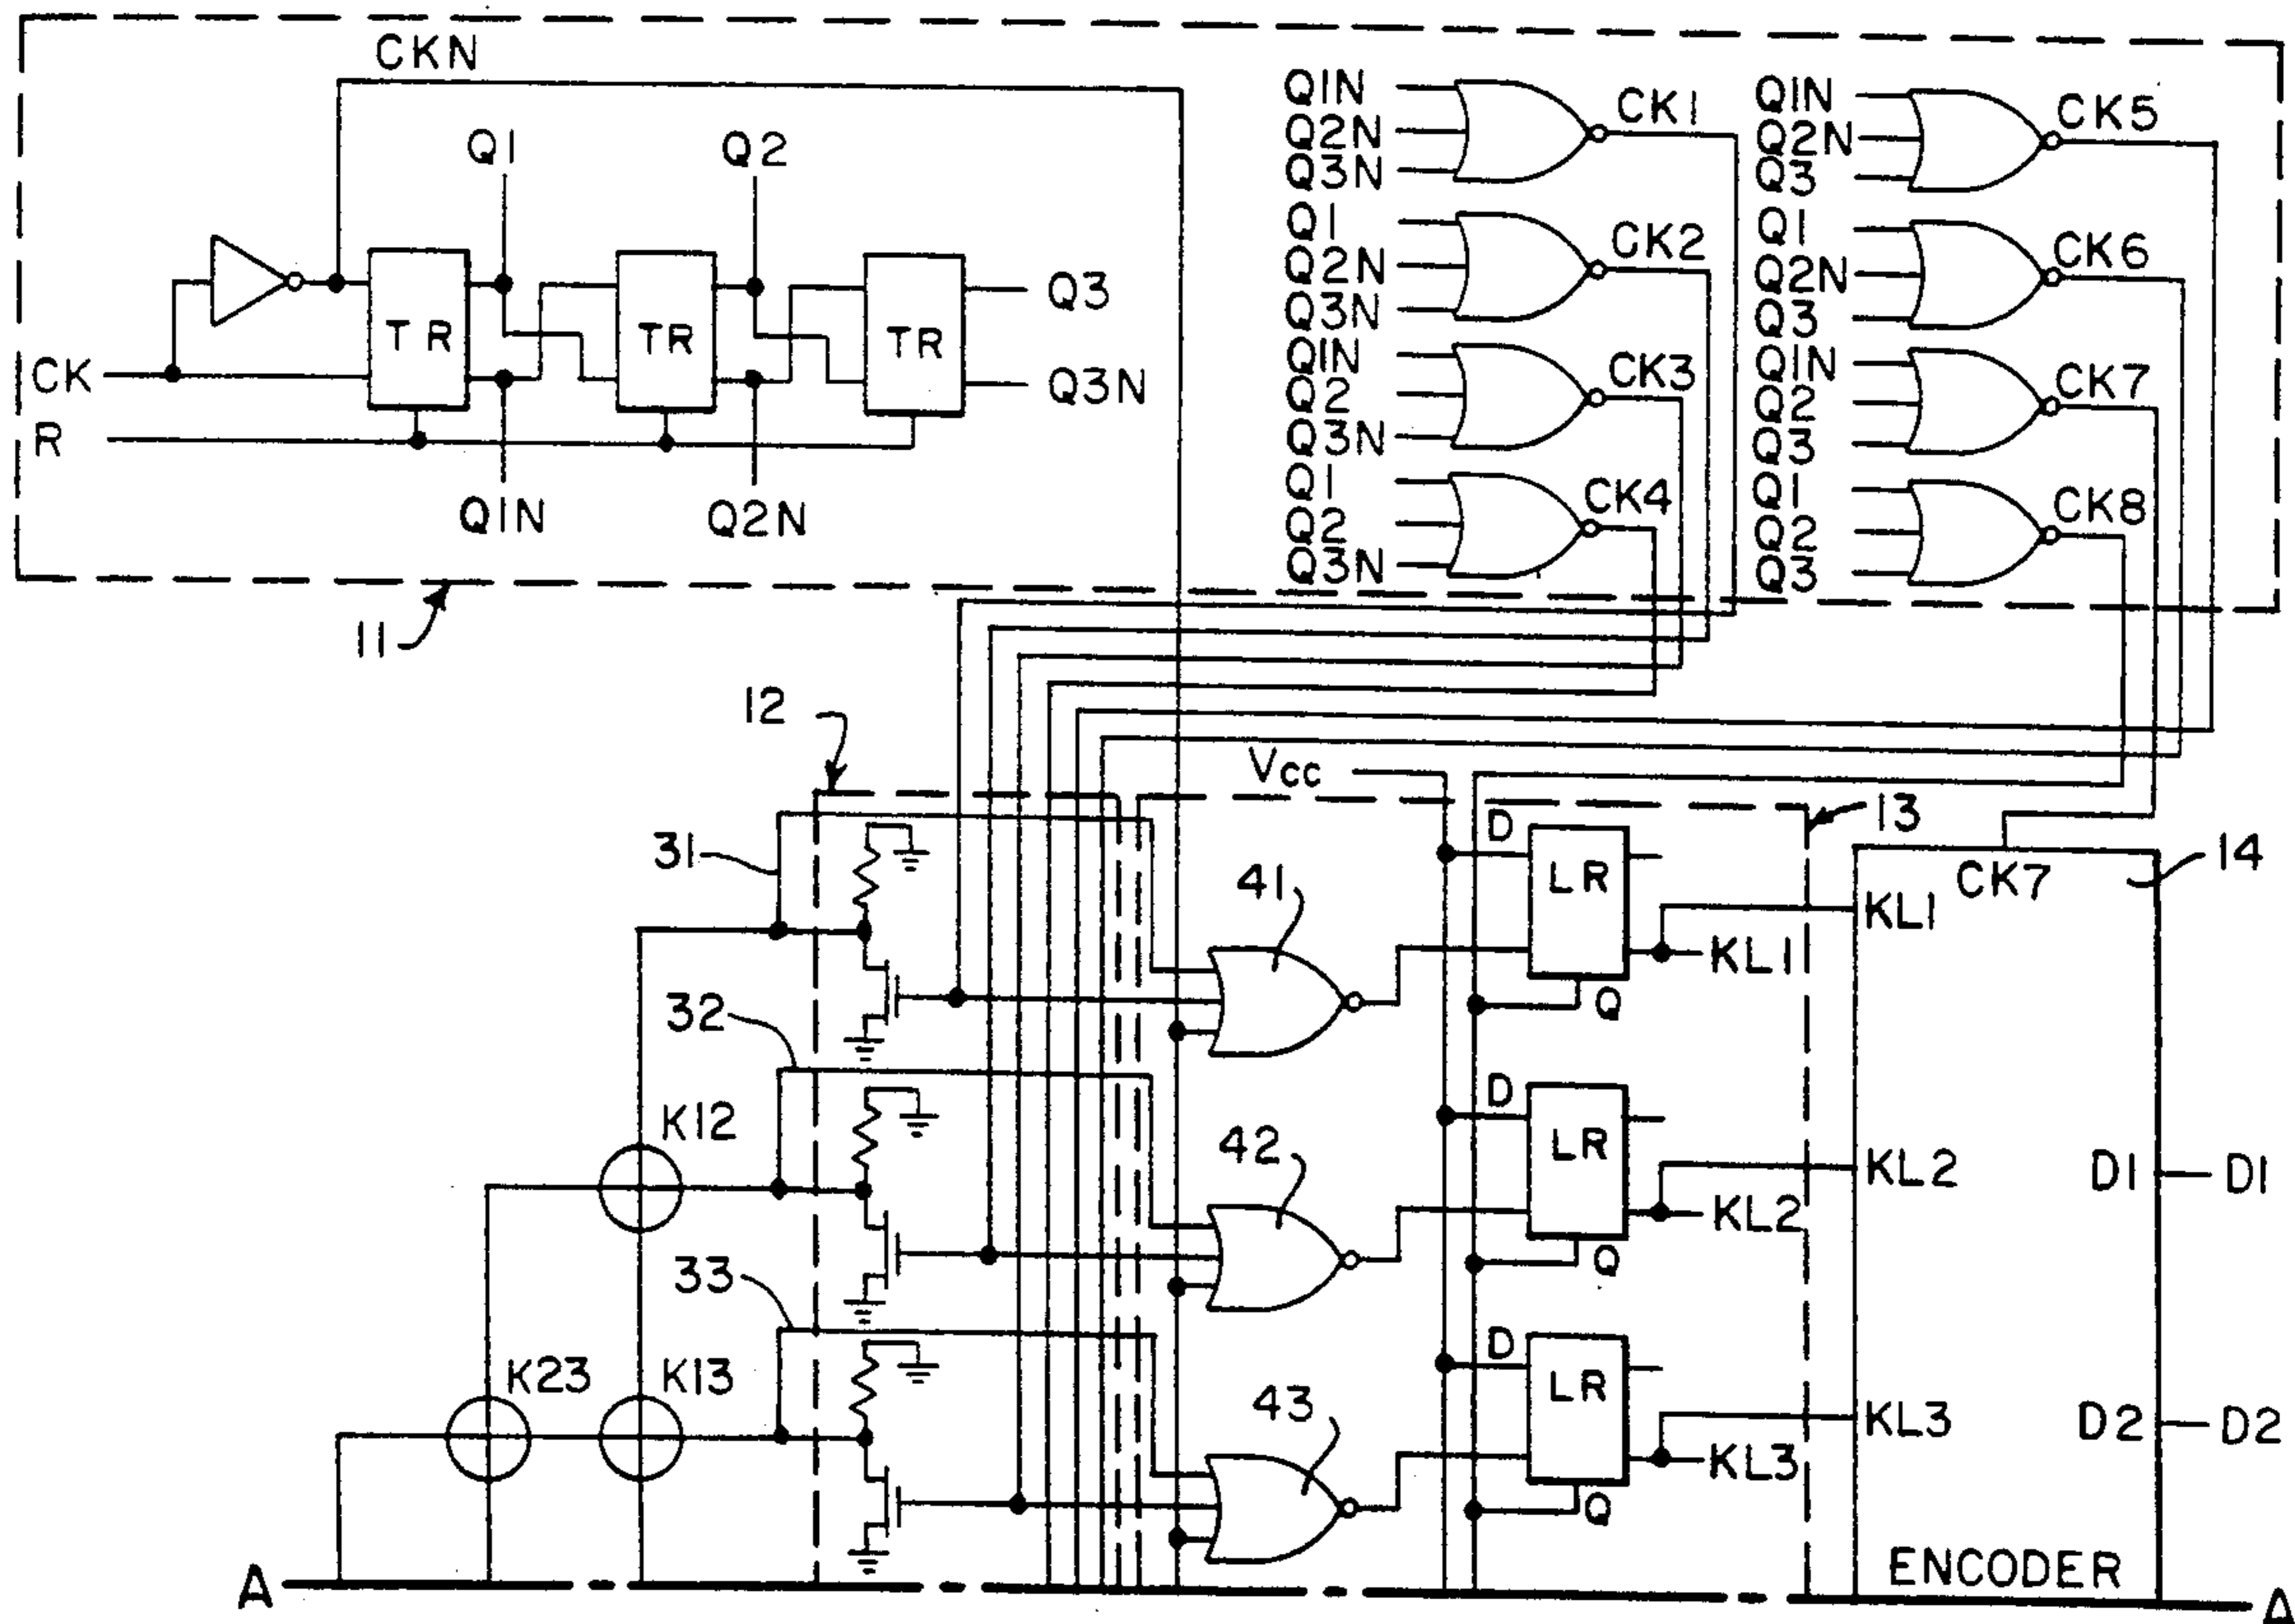 CKN
Q1
Q2
TR
TR
TR
Q3
Q3N
CK
R
Q1N
Q2N
Q1N
Q2N
Q3N
CK1
Q1
Q2N
Q3N
CK2
Q1N
Q2
Q3N
CK3
Q1
Q2
Q3N
CK4
Q1N
Q2N
Q3
CK5
Q1
Q2N
Q3
CK6
Q1N
Q2
Q3
CK7
Q1
Q2
Q3
CK8
11
12
Vcc
13
14
31
D
LR
Q
41
KL1
CK7
KL1
32
K12
42
D
LR
Q
KL2
KL2
D1
D1
33
K23
K13
43
D
LR
Q
KL3
KL3
D2
D2
ENCODER
A
A